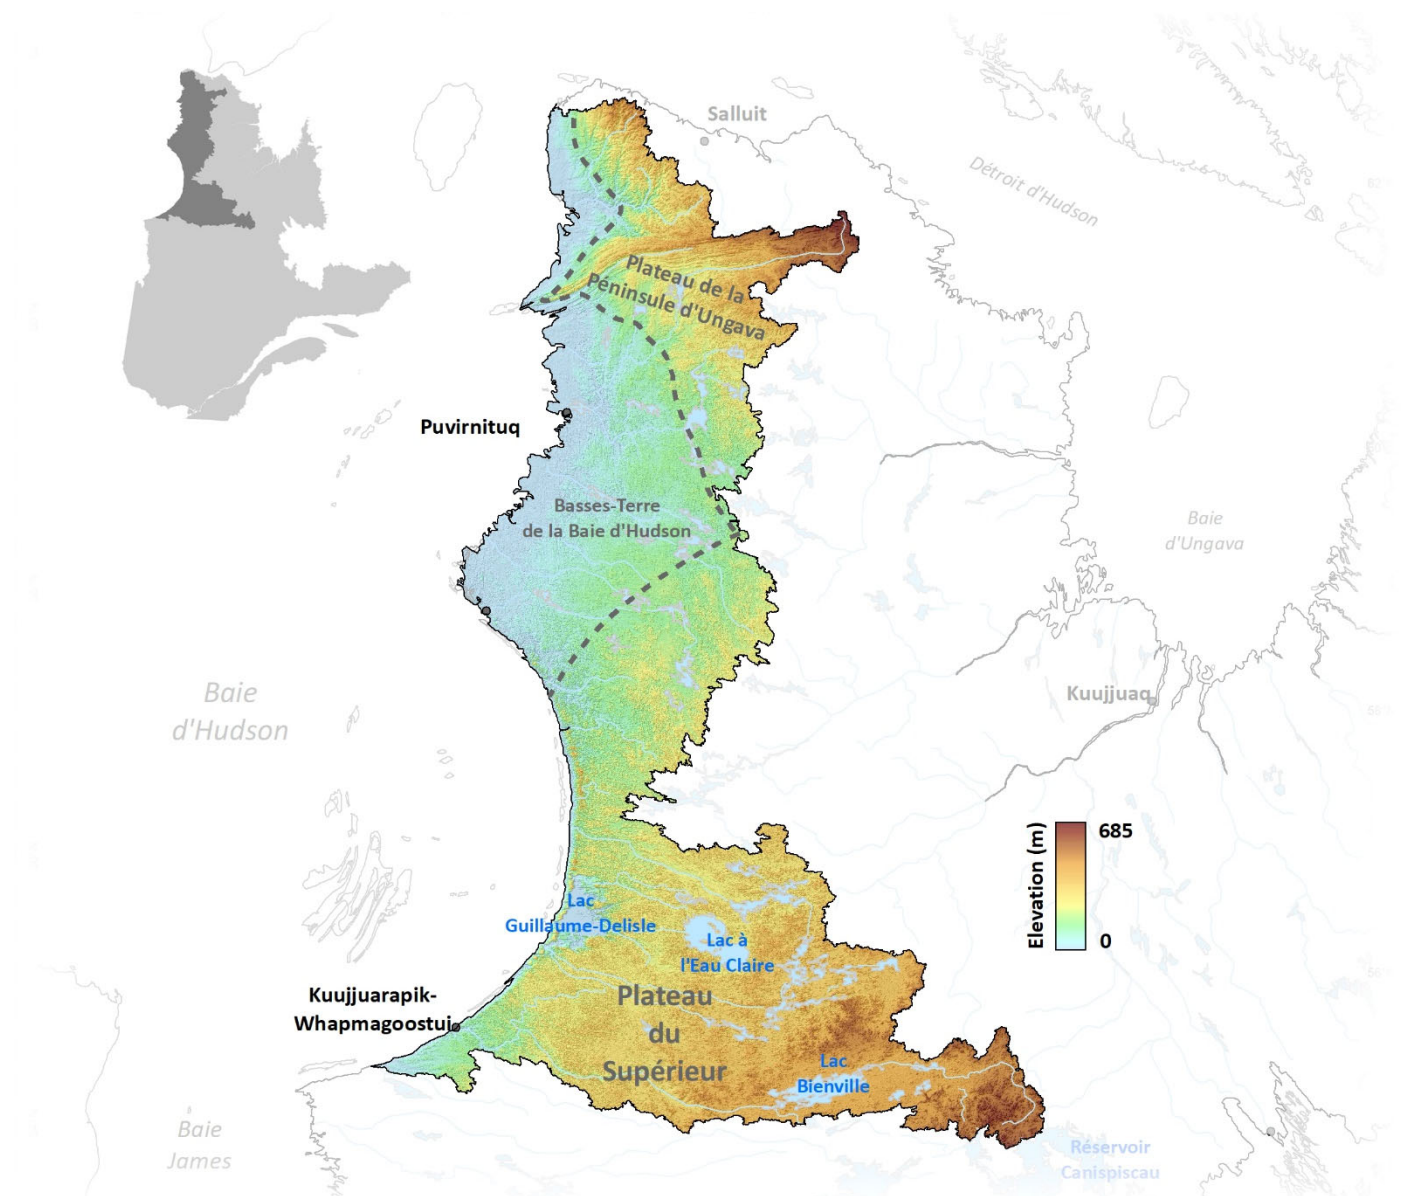 Salluit
Détroit d'Hudson
Plateau de la
Péninsule d'Ungava
Puvirnituq
Basses-Terre
de la Baie d'Hudson
Baie
d'Ungava
Baie
d'Hudson
Kuujjuaq
Elevation (m)
685
0
Lac
Guillaume-Delisle
Lac à
l'Eau Claire
Plateau
du
Supérieur
Kuujjuarapik-
Whapmagoostui
Lac
Bienville
Baie
James
Réservoir
Canispiscau